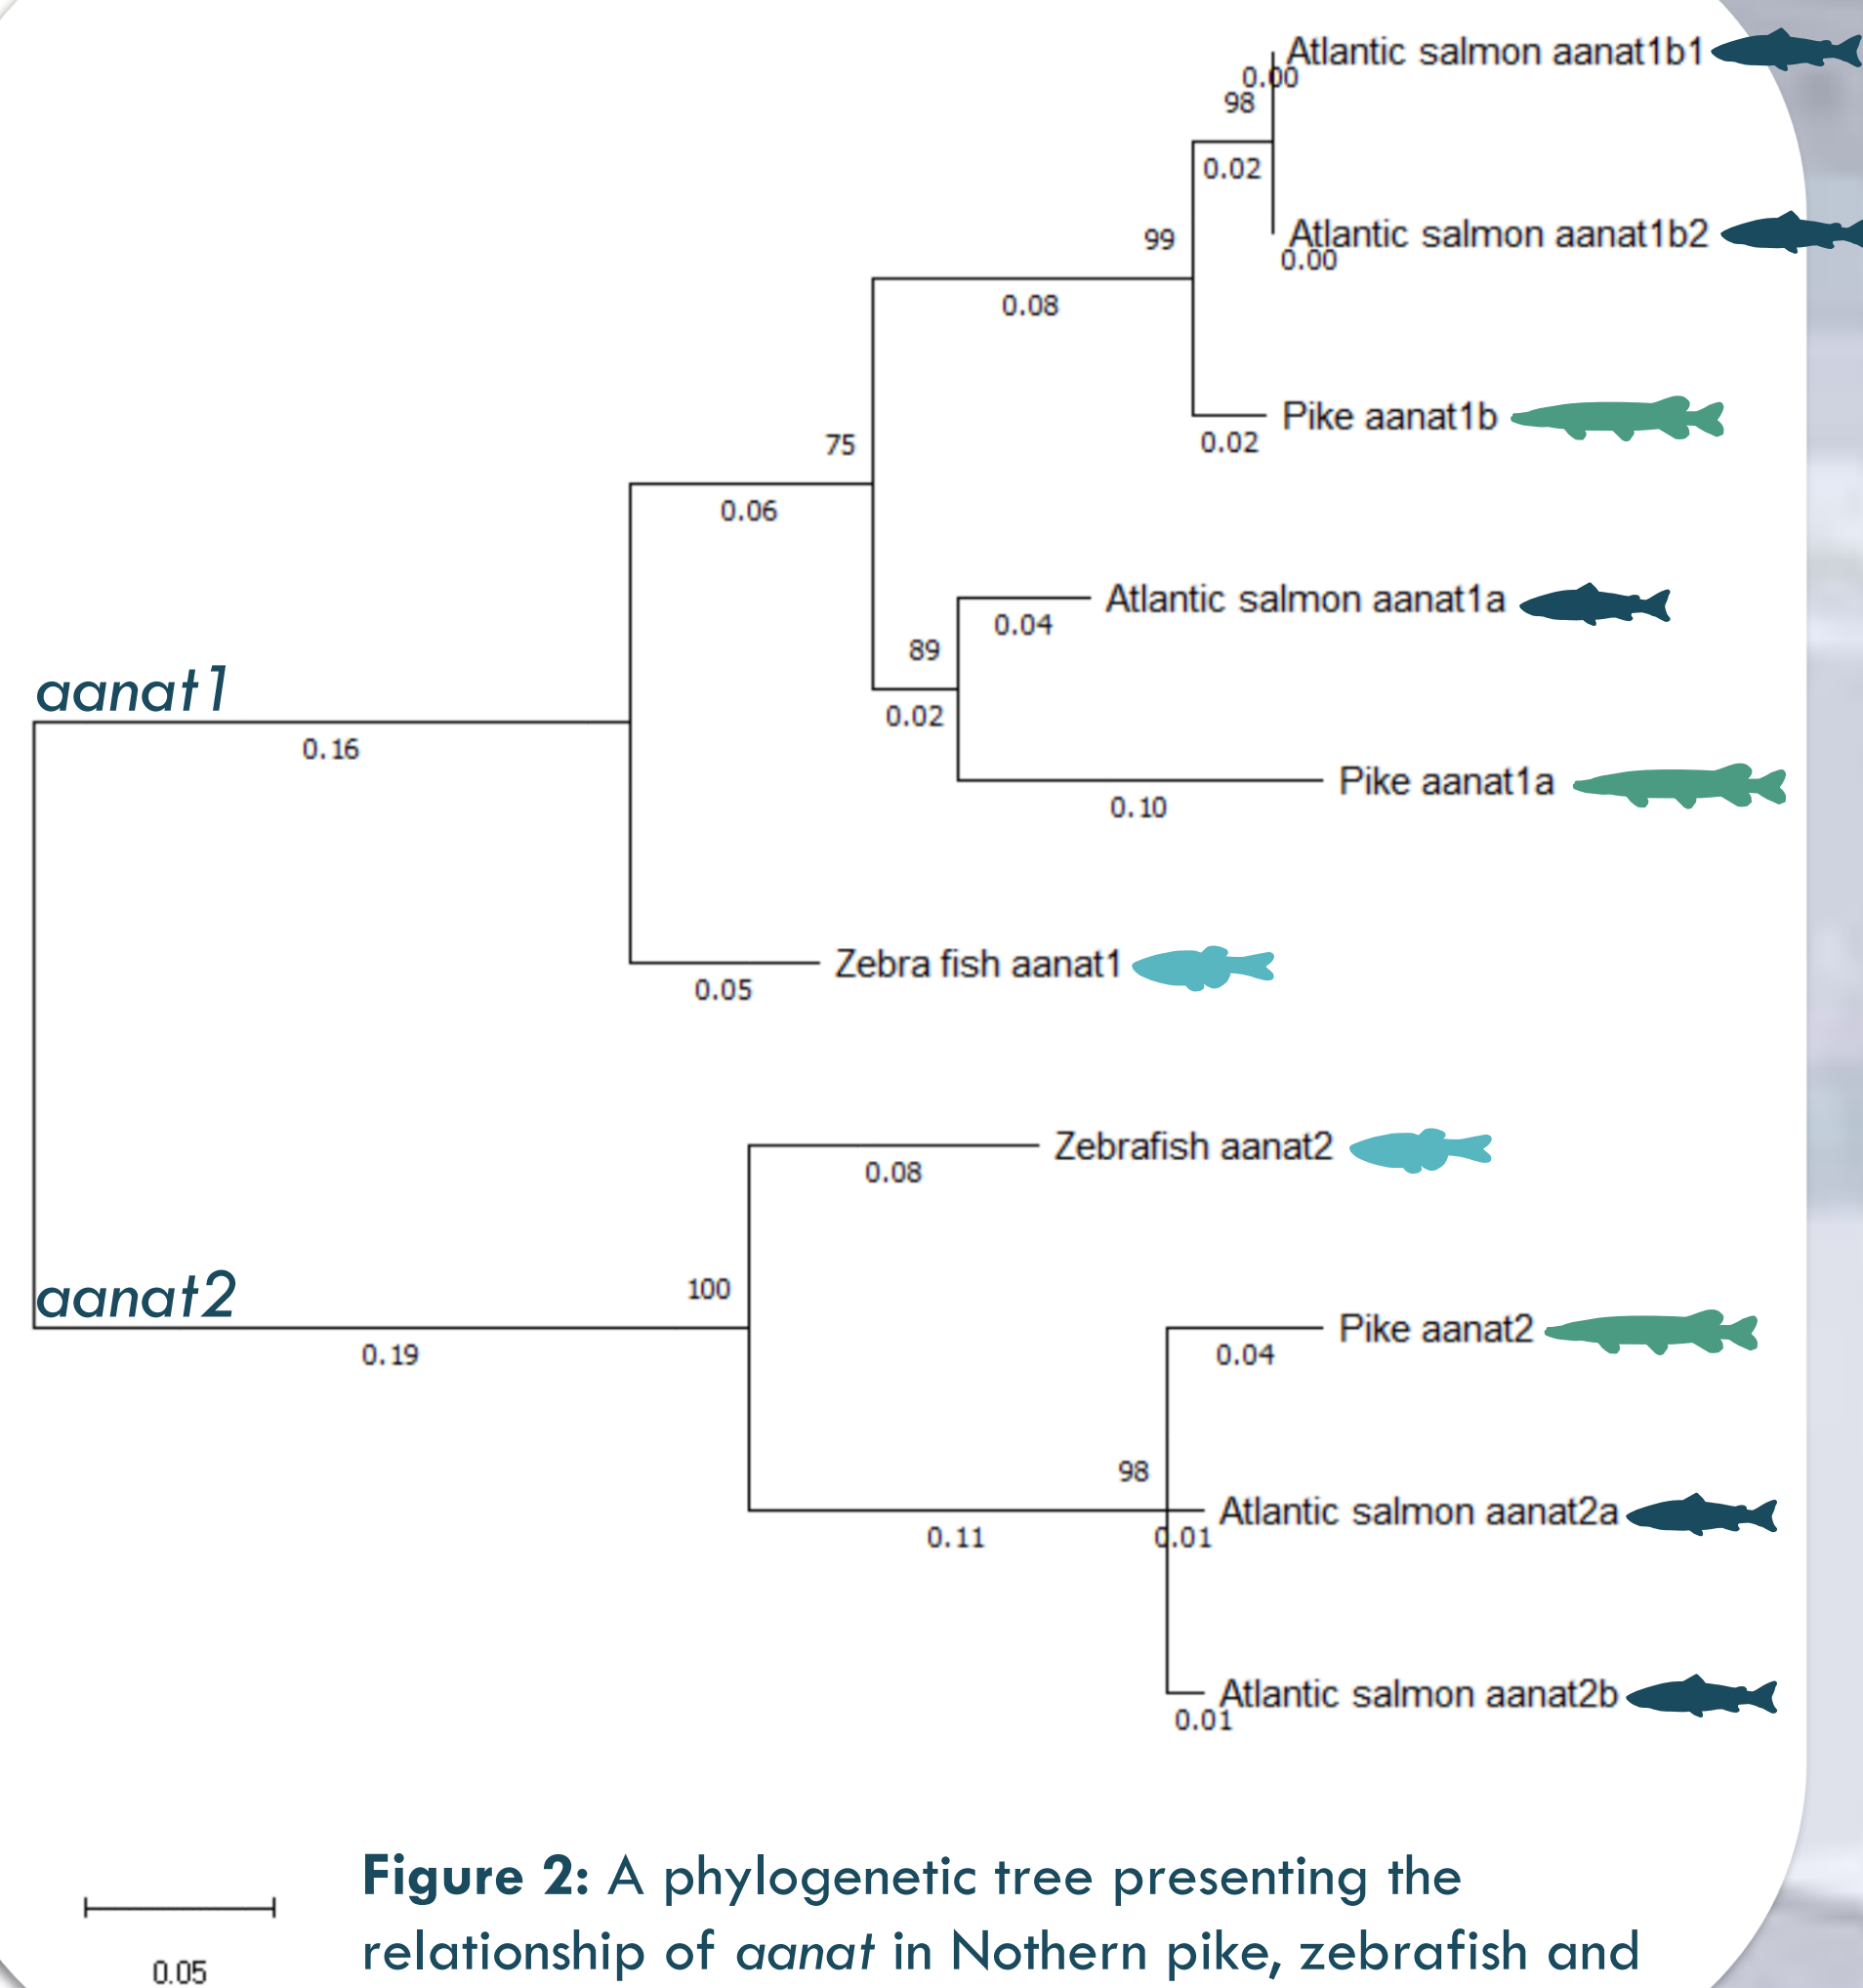 Atlantic salmon aanat1b1
0.00
98
0.02
Atlantic salmon aanat1b2
99
0.00
0.08
Pike aanat1b
75
0.02
0.06
Atlantic salmon aanat1a
0.04
89
aanat1
0.02
0.16
Pike aanat1a
0.10
Zebra fish aanat1
0.05
Zebrafish aanat2
0.08
aanat2
100
Pike aanat2
0.19
0.04
98
Atlantic salmon aanat2a
0.11
0.01
Atlantic salmon aanat2b
0.01
Figure 2: A phylogenetic tree presenting the
relationship of aanat in Nothern pike, zebrafish and
0.05